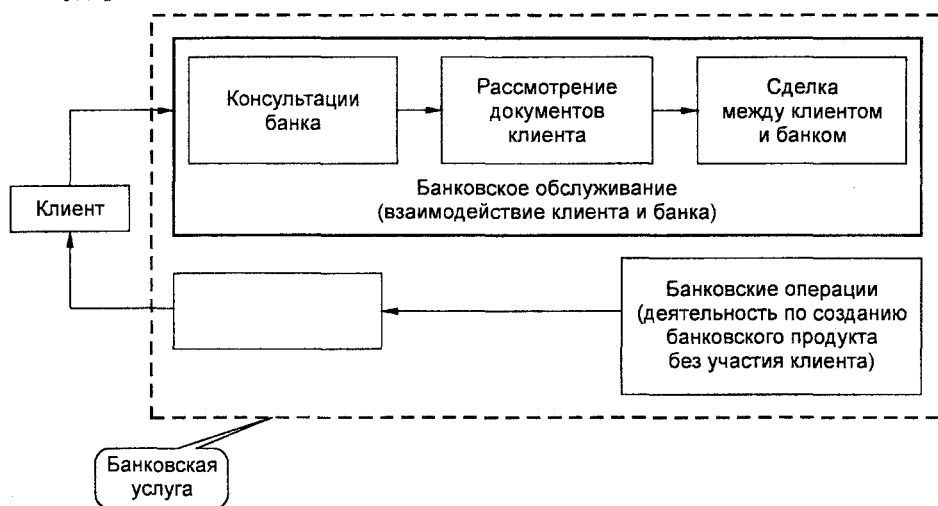 Консультации
банка
Рассмотрение
документов
клиента
Сделка
между клиентом
и банком
Банковское обслуживание
(взаимодействие клиента и банка)
Клиент
Банковские операции
(деятельность по созданию
банковского продукта
без участия клиента)
Банковская
услуга